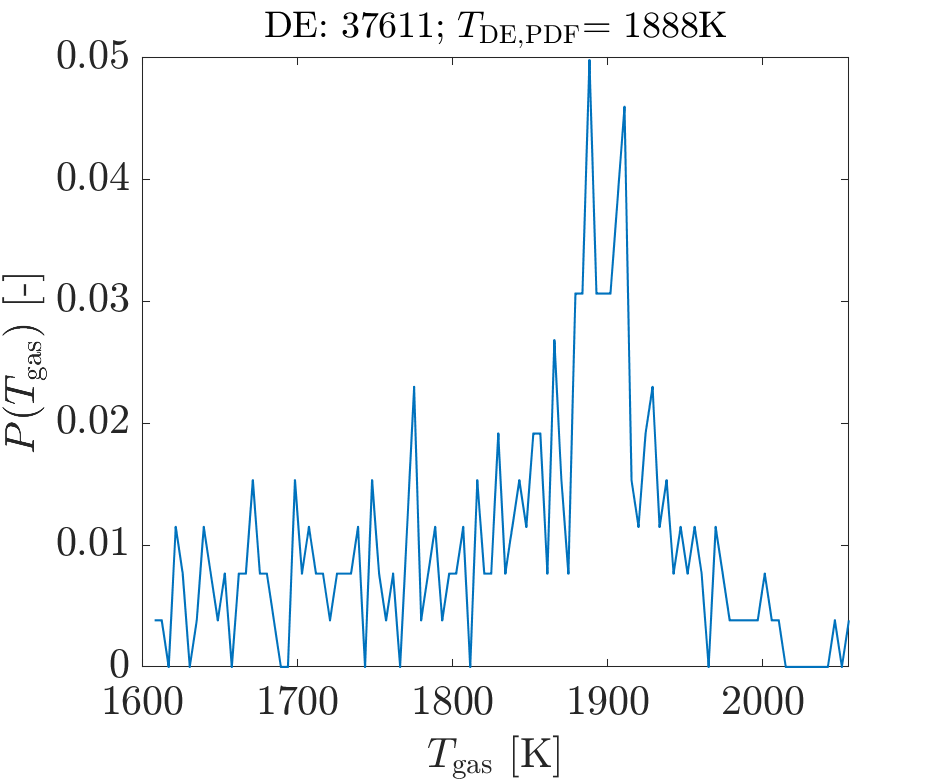 DE: 37611; T_DE,PDF= 1888K
0.05
0.04
0.03
0.02
0.01
0
P(T_gas) [-]
1600 1700 1800 1900 2000
T_gas [K]